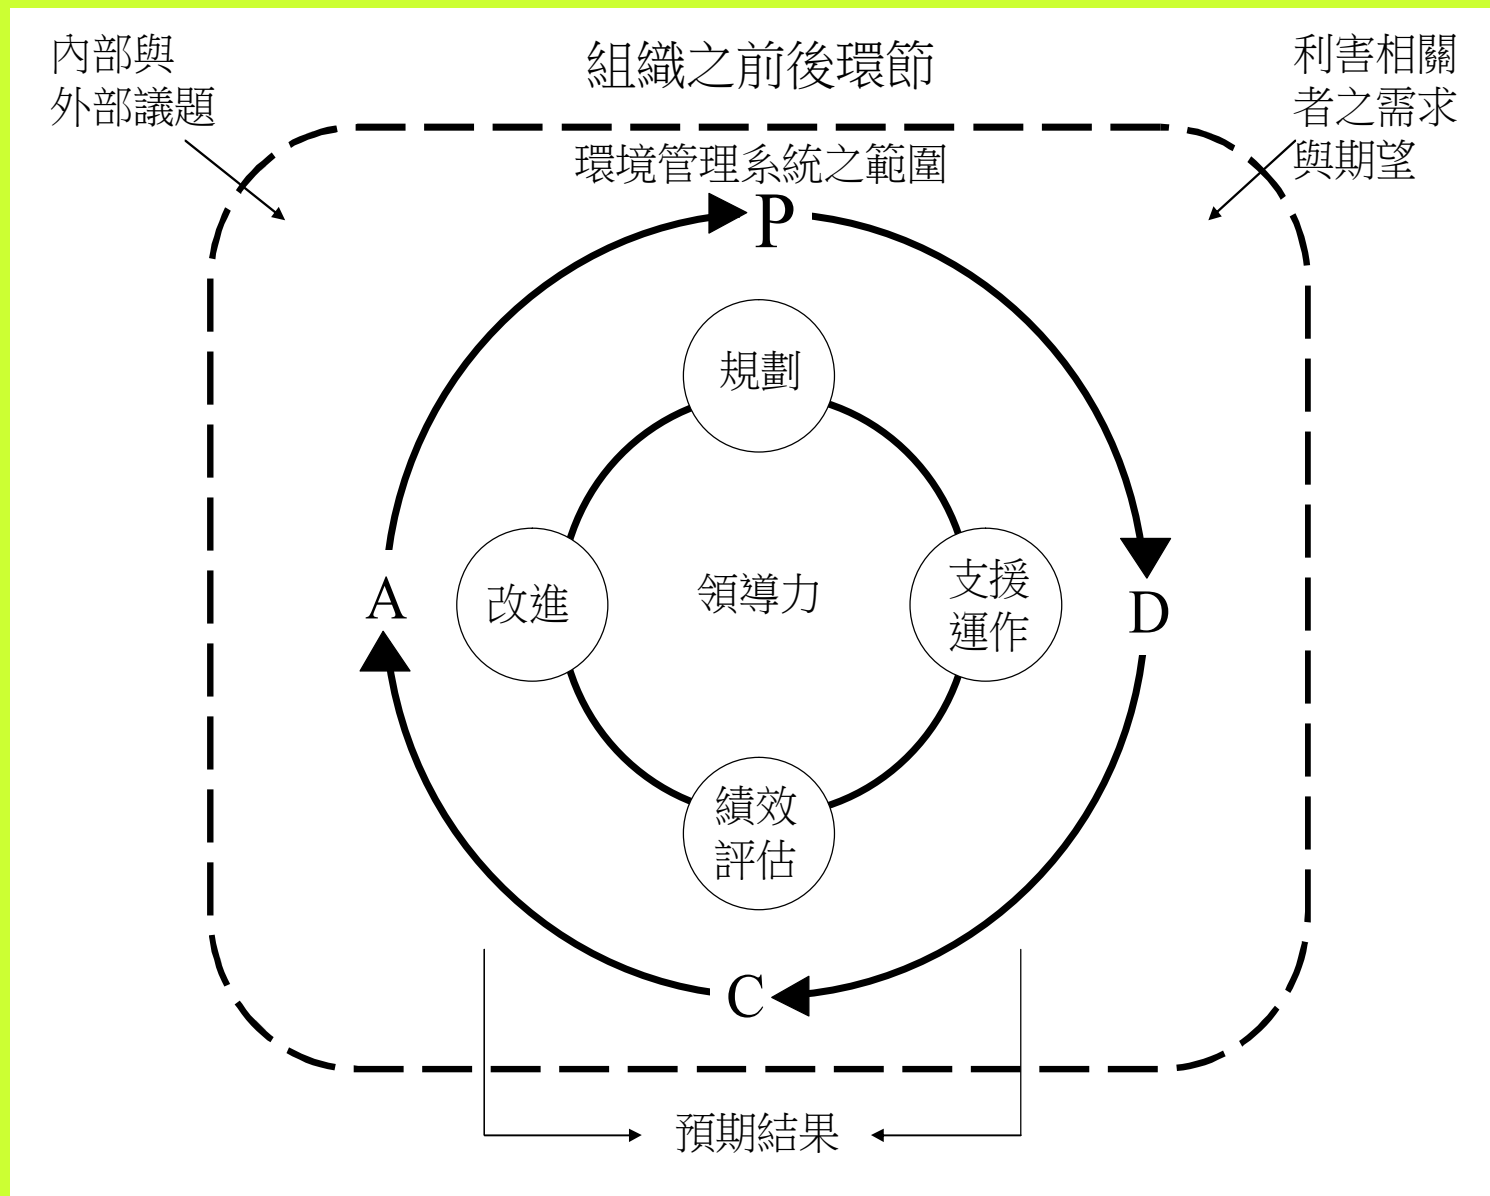 內部與
外部議題
組織之前後環節
利害相關
者之需求
與期望
環境管理系統之範圍
P
規劃
A
改進
領導力
支援
運作
D
績效
評估
C
預期結果